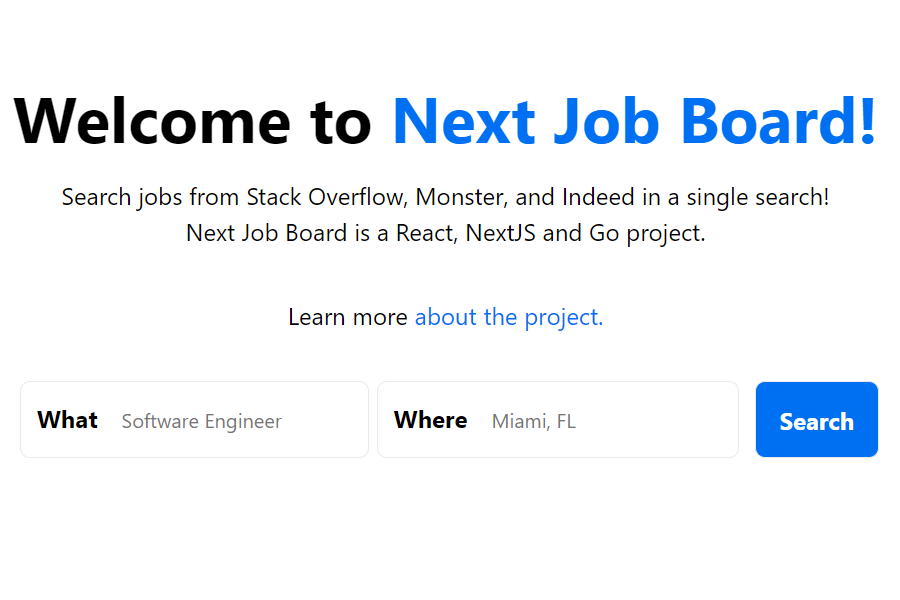 Welcome to Next Job Board!
Search jobs from Stack Overflow, Monster, and Indeed in a single search!
Next Job Board is a React, NextJS and Go project.
Learn more about the project.
What Software Engineer Where Miami, FL Search